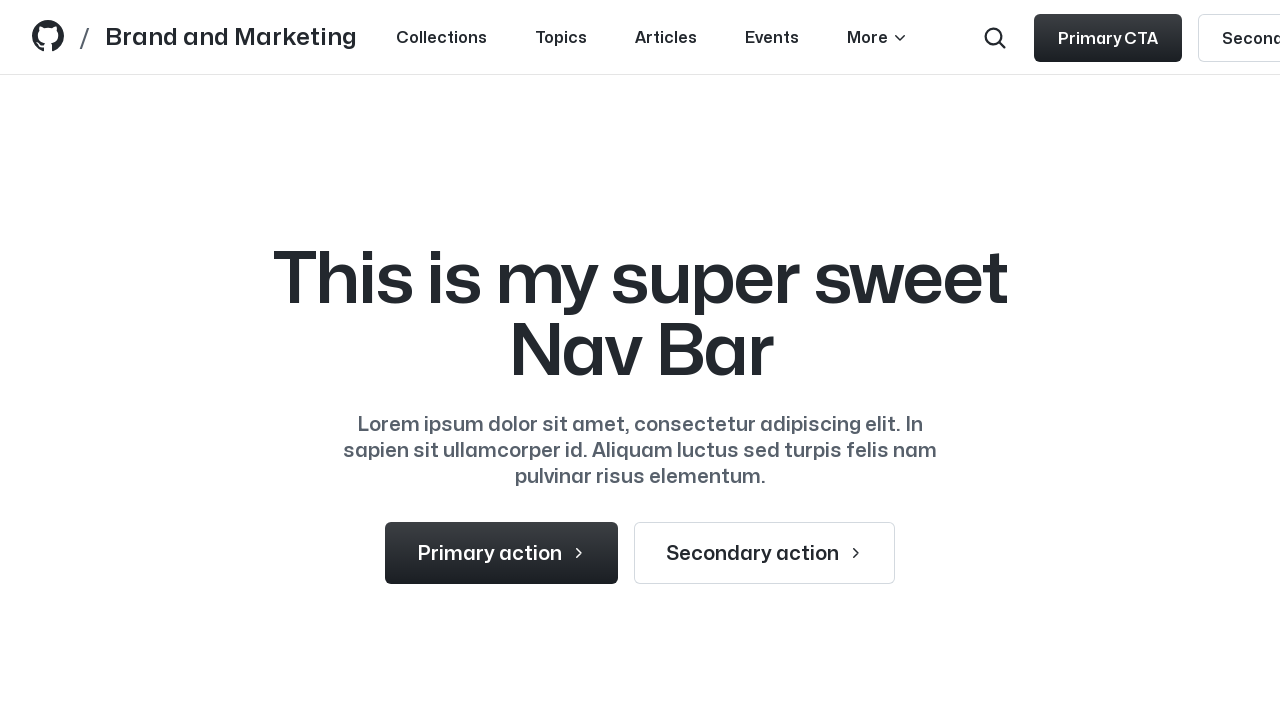 / Brand and Marketing Collections Topics Articles Events More Primary CTA
This is my super sweet
Nav Bar
Lorem ipsum dolor sit amet, consectetur adipiscing elit. In
sapien sit ullamcorper id. Aliquam luctus sed turpis felis nam
pulvinar risus elementum.
Primary action Secondary action